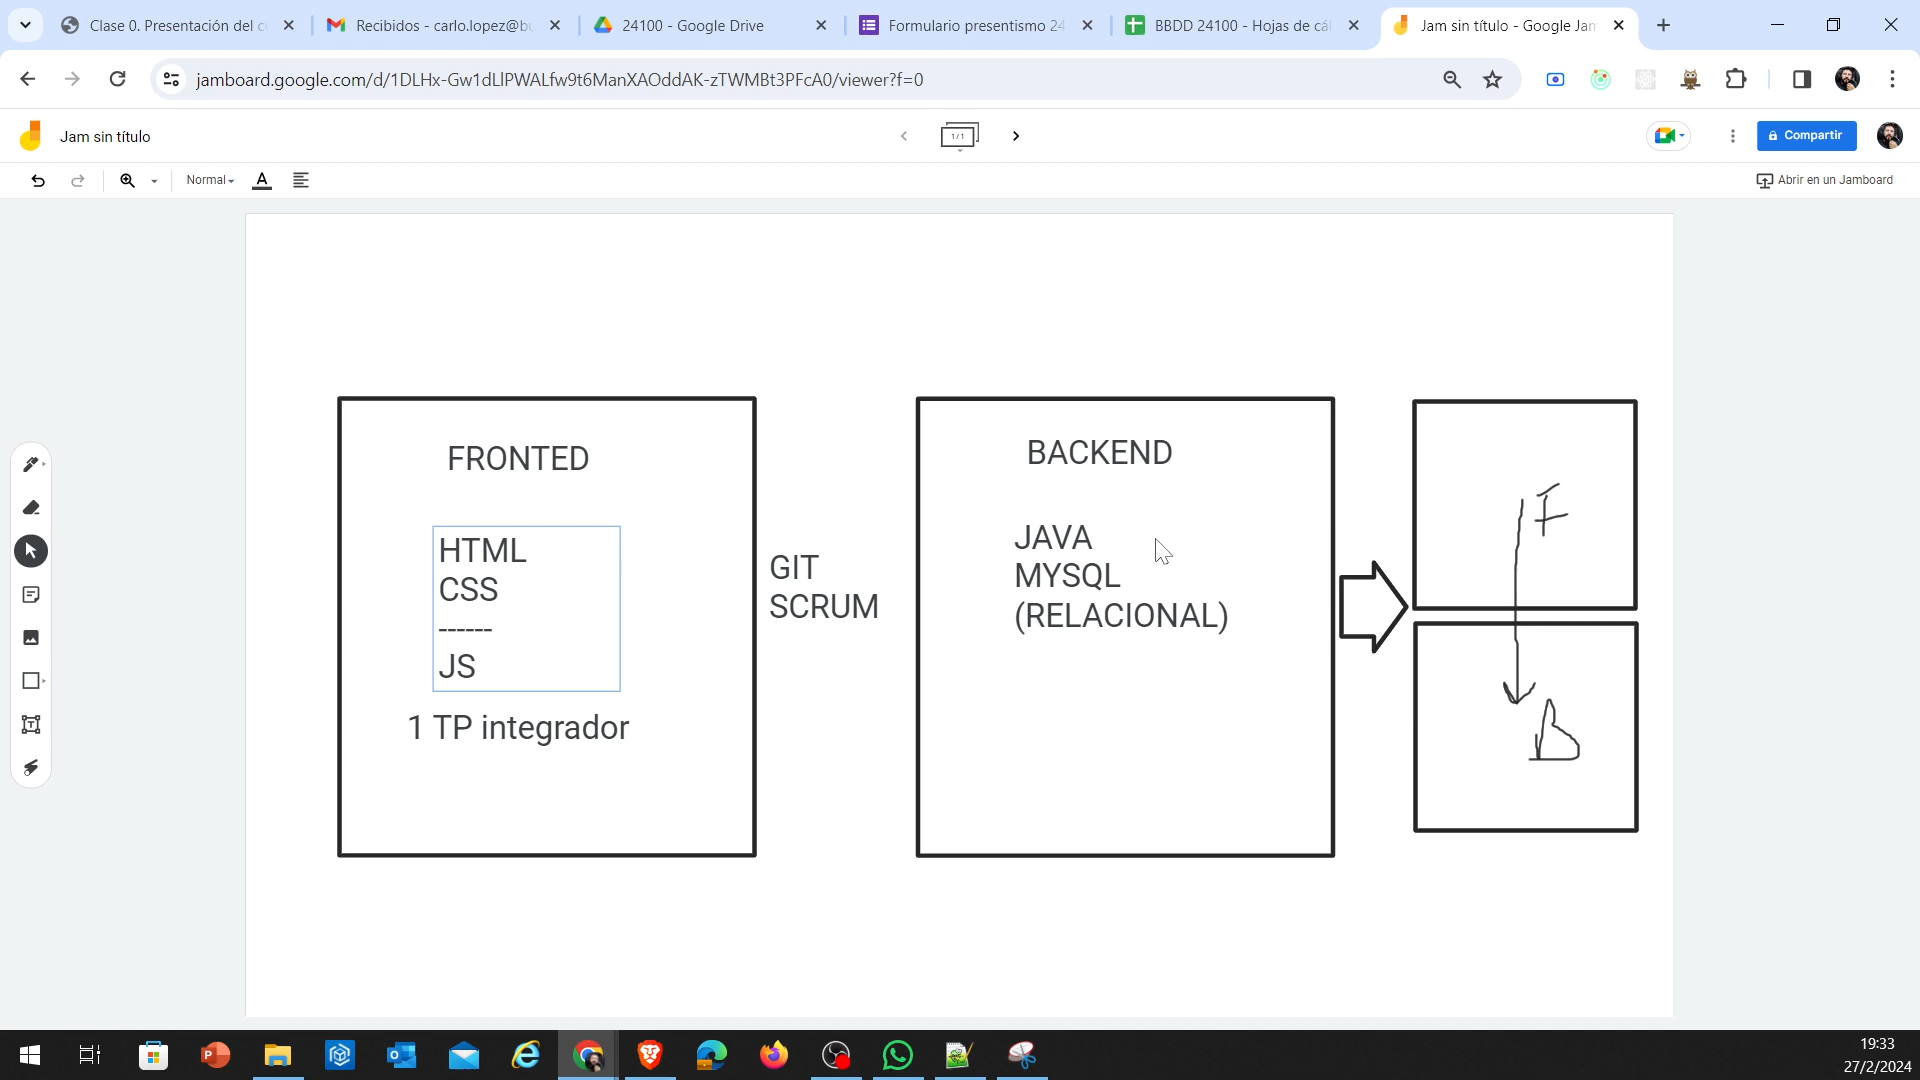 Clase 0. Presentación del c
Recibidos - carlo.lopez@bu
24100 - Google Drive
Formulario presentismo 24
BBDD 24100 - Hojas de cál
Jam sin título - Google Jam
jamboard.google.com/d/1DLHx-Gw1dLlPWALfw9t6ManXAOddAK-zTWMBt3PFcA0/viewer?f=0
Jam sin título
1/1
Compartir
Normal
Abrir en un Jamboard
FRONTED
HTML
CSS
------
JS
1 TP integrador
GIT
SCRUM
BACKEND
JAVA
MYSQL
(RELACIONAL)
F
B
19:33
27/2/2024